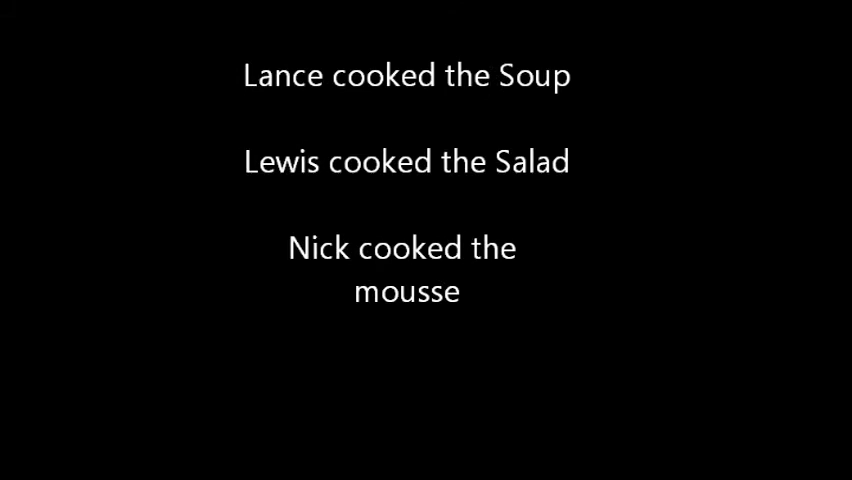 Lance cooked the Soup
Lewis cooked the Salad
Nick cooked the
mousse